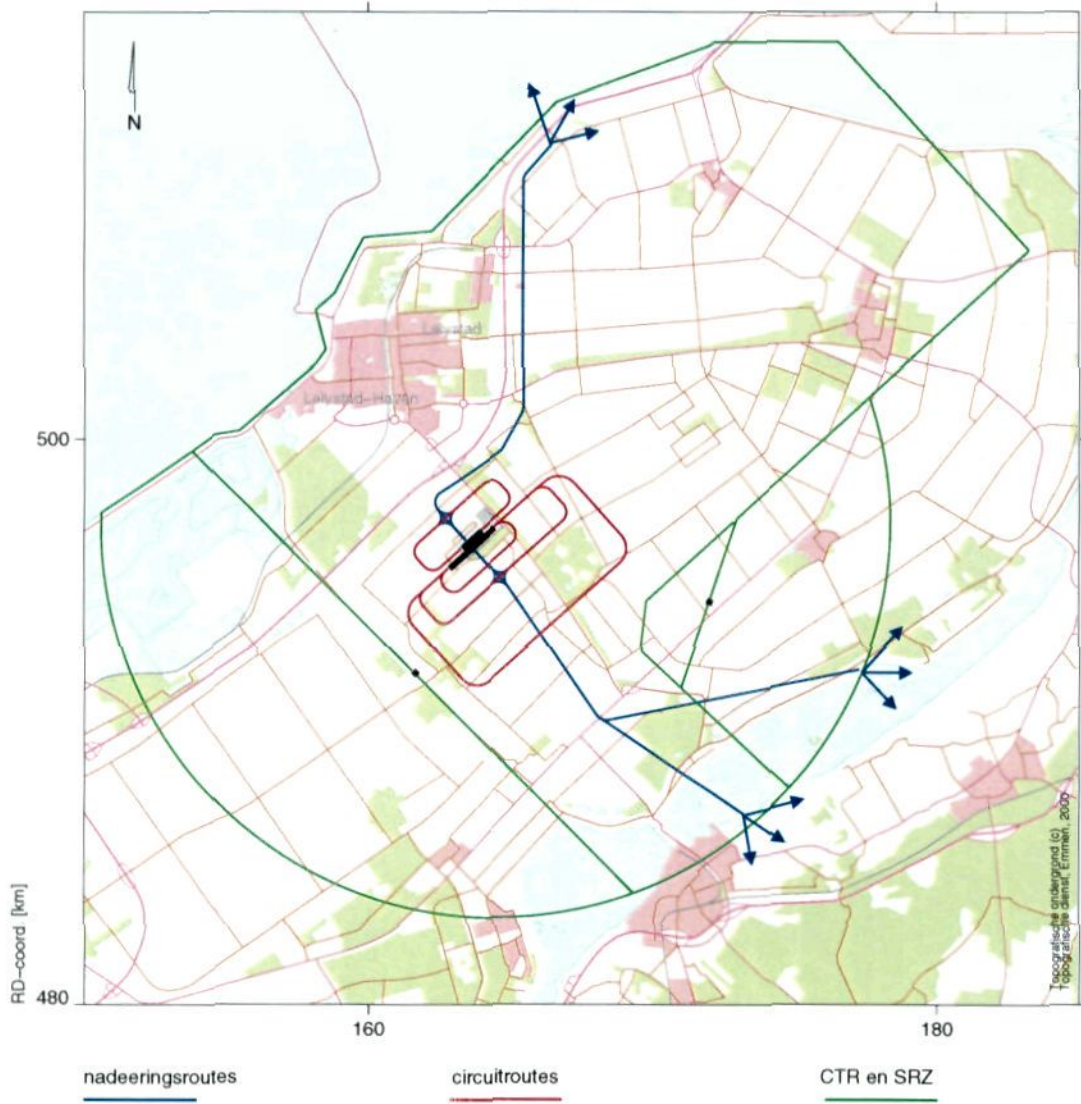 N
Lelystad
Lelystad-Haven
500
480
RD-coord [km]
160
180
Topografische ondergrond (c)
Topografische dienst, Emmen, 2000
nadeeringsroutes
circuitroutes
CTR en SRZ